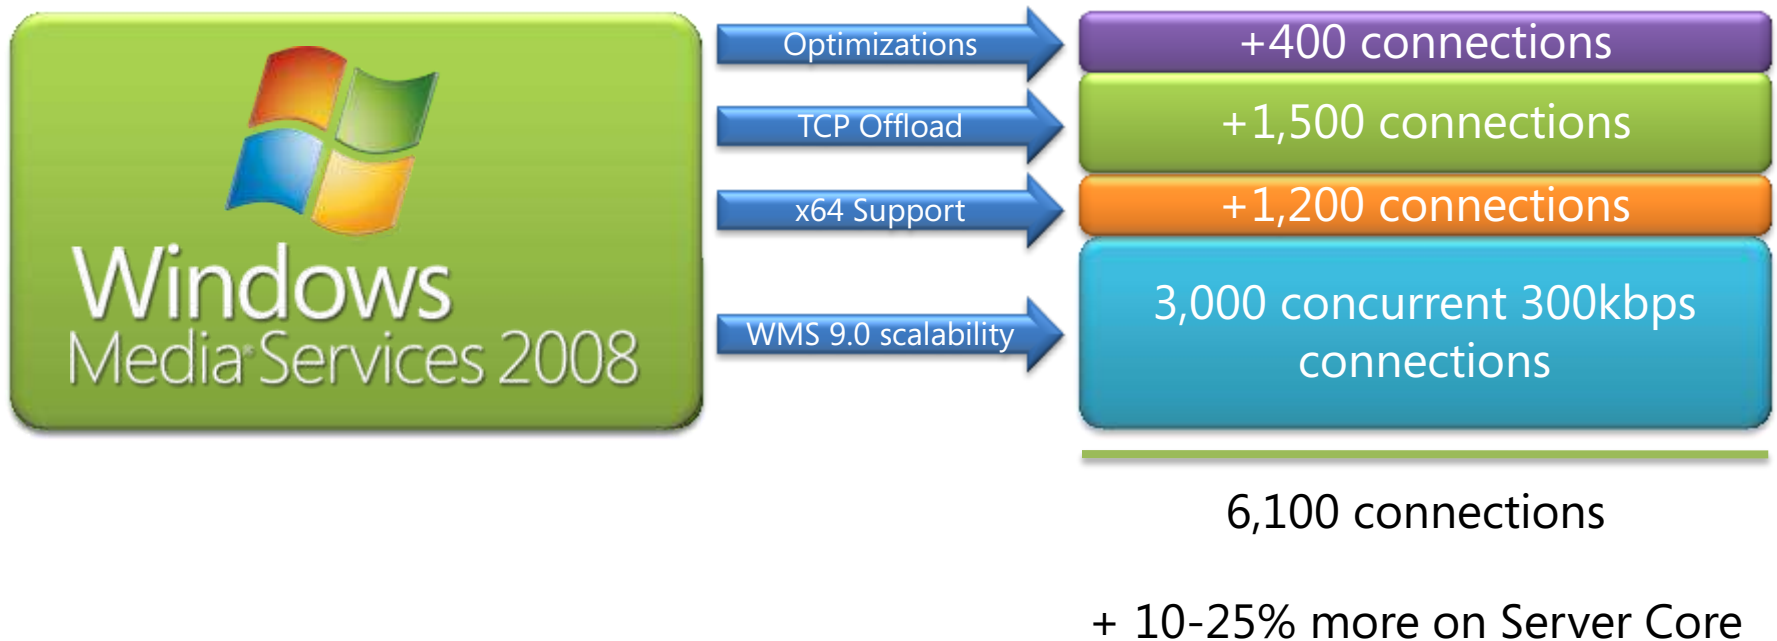 Windows
Media® Services 2008
Optimizations
+400 connections
TCP Offload
+1,500 connections
x64 Support
+1,200 connections
WMS 9.0 scalability
3,000 concurrent 300kbps
connections
6,100 connections
+ 10-25% more on Server Core